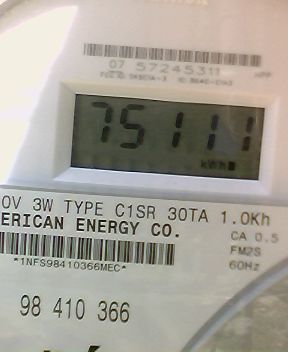 07 57245311
75111
kWh
0V 3W TYPE C1SR 30TA 1.0Kh
ERICAN ENERGY CO.
CA 0.5
FM2S
60Hz
*1NFS98410366MEC*
98 410 366